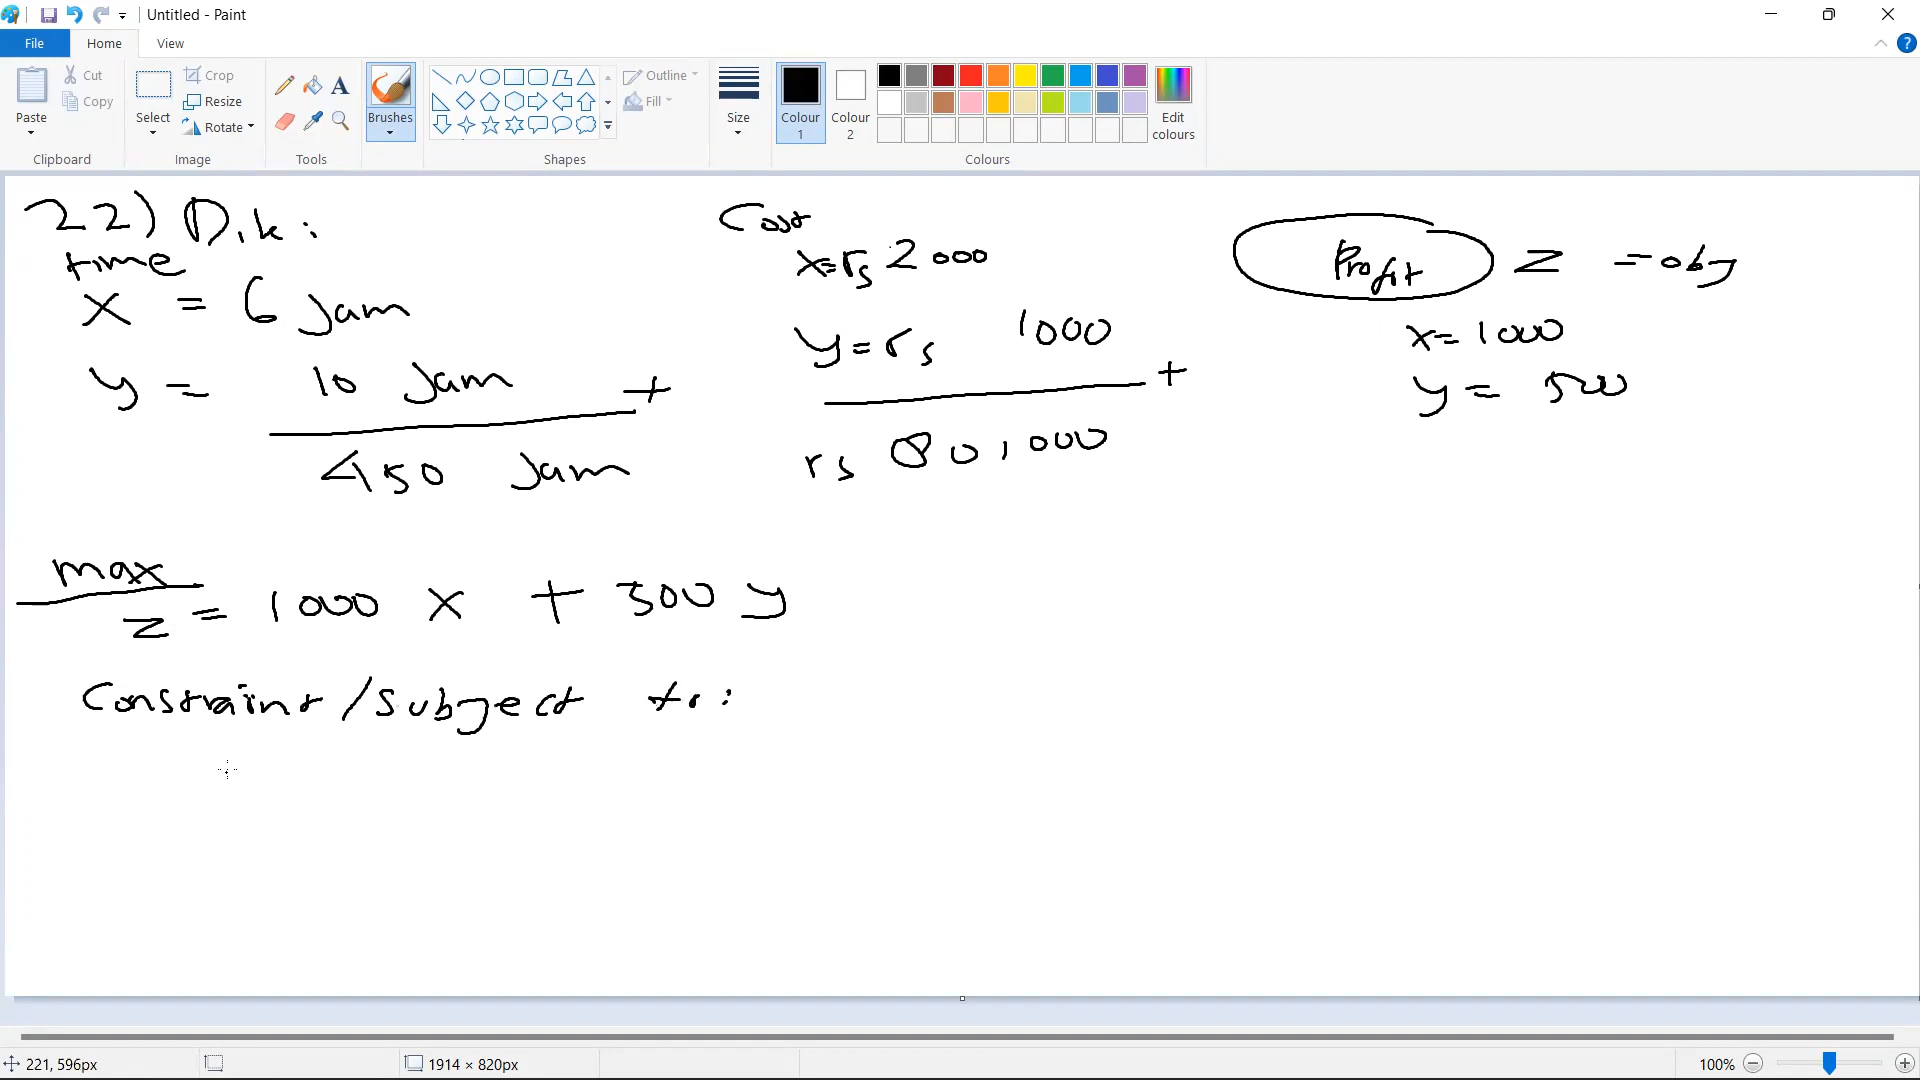 Untitled - Paint
File
Home
View
Cut
Copy
Paste
Clipboard
Crop
Resize
Rotate
Select
Image
Tools
Brushes
Outline
Fill
Shapes
Size
Colour 1
Colour 2
Edit colours
Colours
22) Dik:
time
x = 6 Jam
y = 10 Jam +
450 Jam
Cost
x=rs 2000
y=rs 1000 +
rs 80,000
Profit z = obj
x= 1000
y= 500
max
z = 1000 x + 500 y
Constraint/subject to:
221, 596px
1914 × 820px
100%